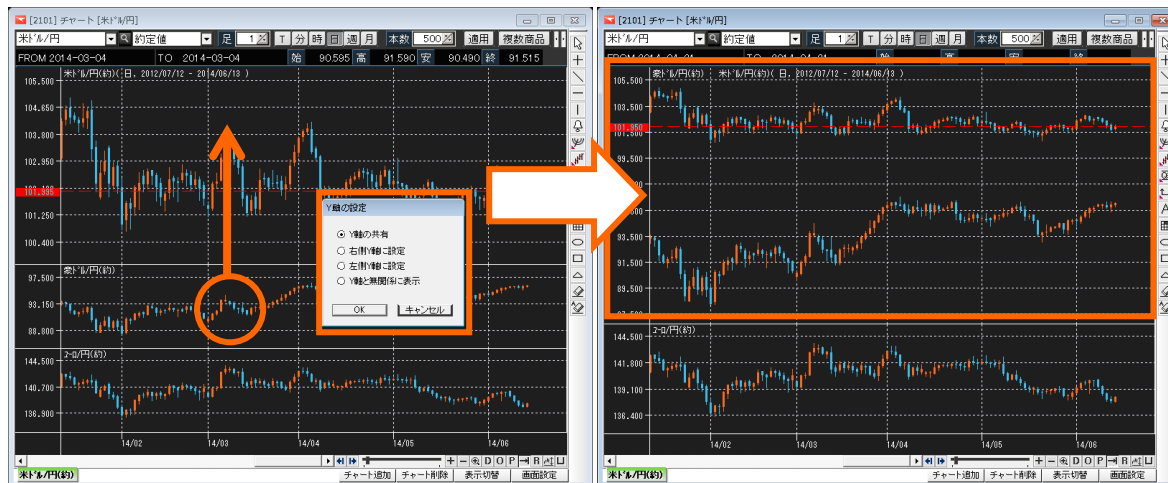 [2101] チャート [米ドル/円]
米ドル/円 約定値 足 1分 T 分 時 日 週 月 本数 500 適用 複数商品
FROM 2014-03-04 TO 2014-03-04 始 90.595 高 91.590 安 90.490 終 91.515
米ドル/円(約)( 日, 2012/07/12 - 2014/06/13 )
105,500
104,650
103,800
102,950
101,250
100,400
豪ドル/円(約)
97,500
93,150
88,800
ユーロ/円(約)
144,500
140,700
136,900
14/02 14/03 14/04 14/05 14/06
D O P R U
米ドル/円(約) チャート追加 チャート削除 表示切替 画面設定
Y軸の設定
Y軸の共有
右側Y軸に設定
左側Y軸に設定
Y軸と無関係に表示
OK キャンセル
[2101] チャート [米ドル/円]
米ドル/円 約定値 足 1 T 分 時 日 週 月 本数 500 適用 複数商品
豪ドル/円(約) 米ドル/円(約)( 日, 2012/07/12 - 2014/06/13 )
105,500
103,500
101,950
101,500
99,500
93,500
91,500
89,500
ユーロ/円(約)
144,500
141,800
139,100
136,400
14/02 14/03 14/04 14/05 14/06
D O P R U
米ドル/円(約) チャート追加 チャート削除 表示切替 画面設定